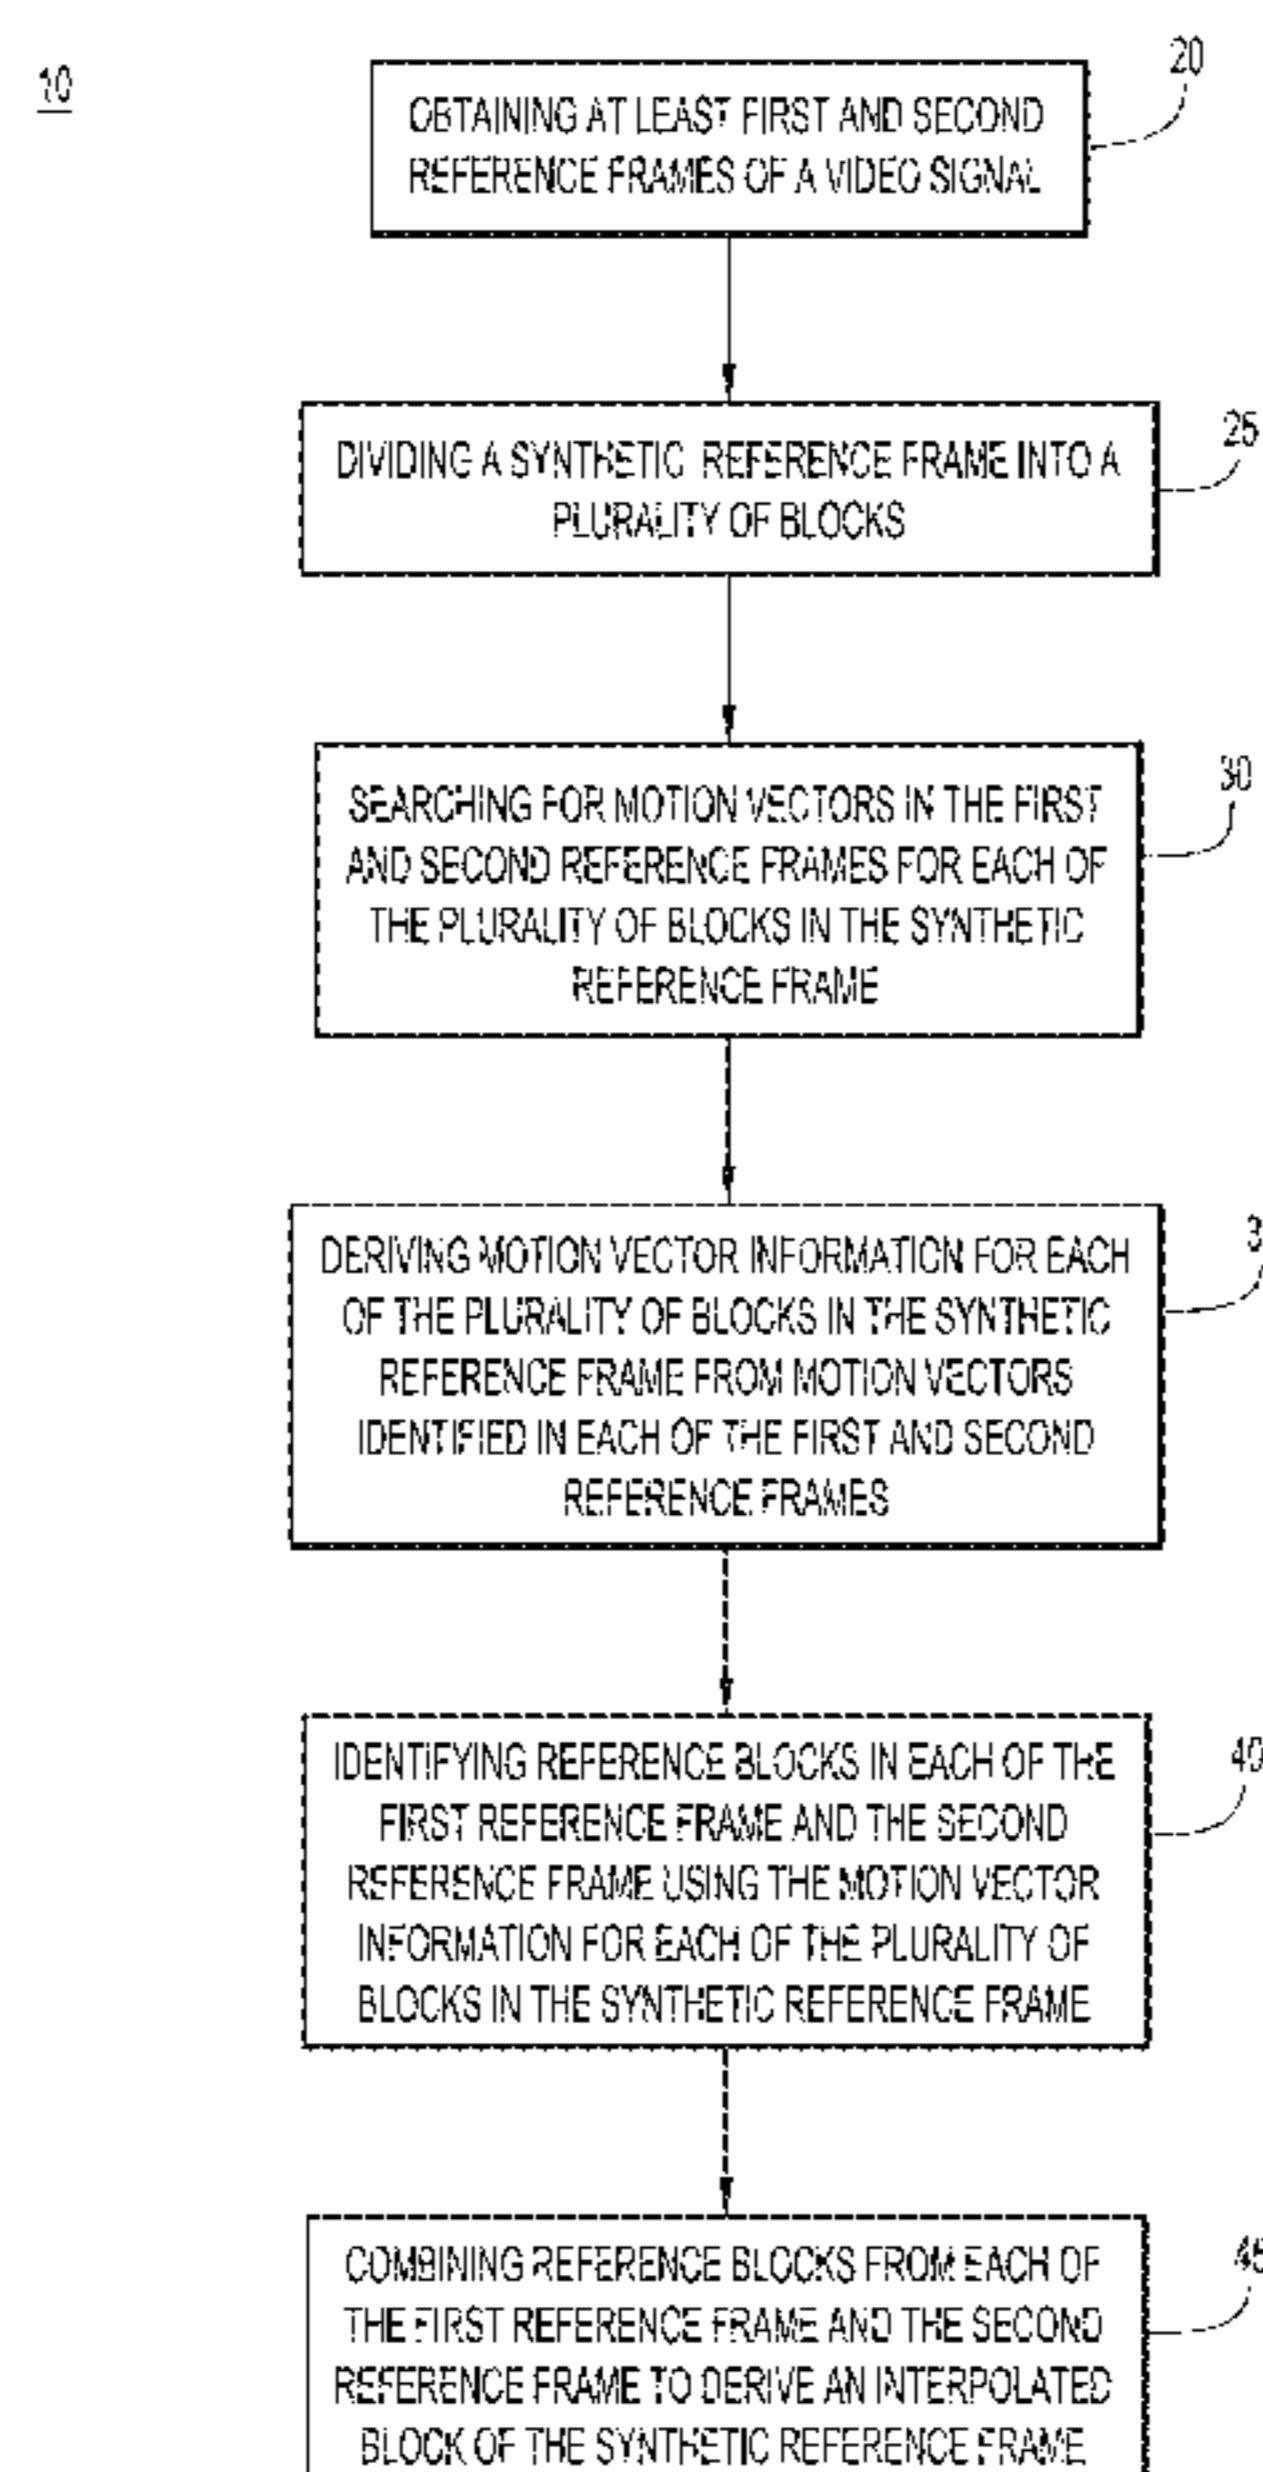 10
20
OBTAINING AT LEAST FIRST AND SECOND
REFERENCE FRAMES OF A VIDEO SIGNAL
25
DIVIDING A SYNTHETIC REFERENCE FRAME INTO A
PLURALITY OF BLOCKS
30
SEARCHING FOR MOTION VECTORS IN THE FIRST
AND SECOND REFERENCE FRAMES FOR EACH OF
THE PLURALITY OF BLOCKS IN THE SYNTHETIC
REFERENCE FRAME
3
DERIVING MOTION VECTOR INFORMATION FOR EACH
OF THE PLURALITY OF BLOCKS IN THE SYNTHETIC
REFERENCE FRAME FROM MOTION VECTORS
IDENTIFIED IN EACH OF THE FIRST AND SECOND
REFERENCE FRAMES
40
IDENTIFYING REFERENCE BLOCKS IN EACH OF THE
FIRST REFERENCE FRAME AND THE SECOND
REFERENCE FRAME USING THE MOTION VECTOR
INFORMATION FOR EACH OF THE PLURALITY OF
BLOCKS IN THE SYNTHETIC REFERENCE FRAME
45
COMBINING REFERENCE BLOCKS FROM EACH OF
THE FIRST REFERENCE FRAME AND THE SECOND
REFERENCE FRAME TO DERIVE AN INTERPOLATED
BLOCK OF THE SYNTHETIC REFERENCE FRAME